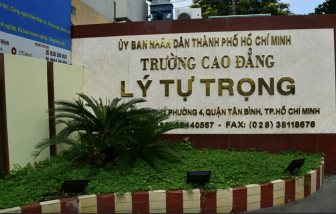 ỦY BAN NHÂN DÂN THÀNH PHỐ HỒ CHÍ MINH
TRƯỜNG CAO ĐẲNG
LÝ TỰ TRỌNG
PHƯỜNG 4, QUẬN TÂN BÌNH, TP.HỒ CHÍ MINH
38440567 - FAX: (028) 38118676